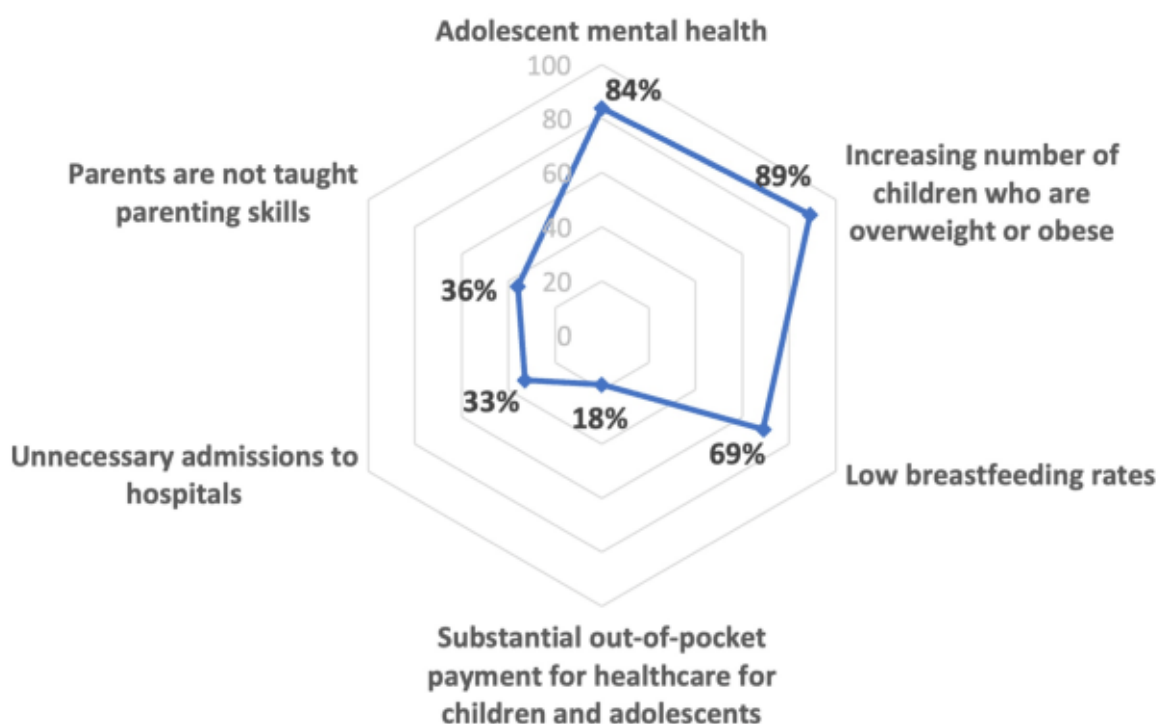 Adolescent mental health
100
84%
80
60
40
20
0
Increasing number of
children who are
overweight or obese
89%
Parents are not taught
parenting skills
36%
33%
18%
69%
Unnecessary admissions to
hospitals
Low breastfeeding rates
Substantial out-of-pocket
payment for healthcare for
children and adolescents